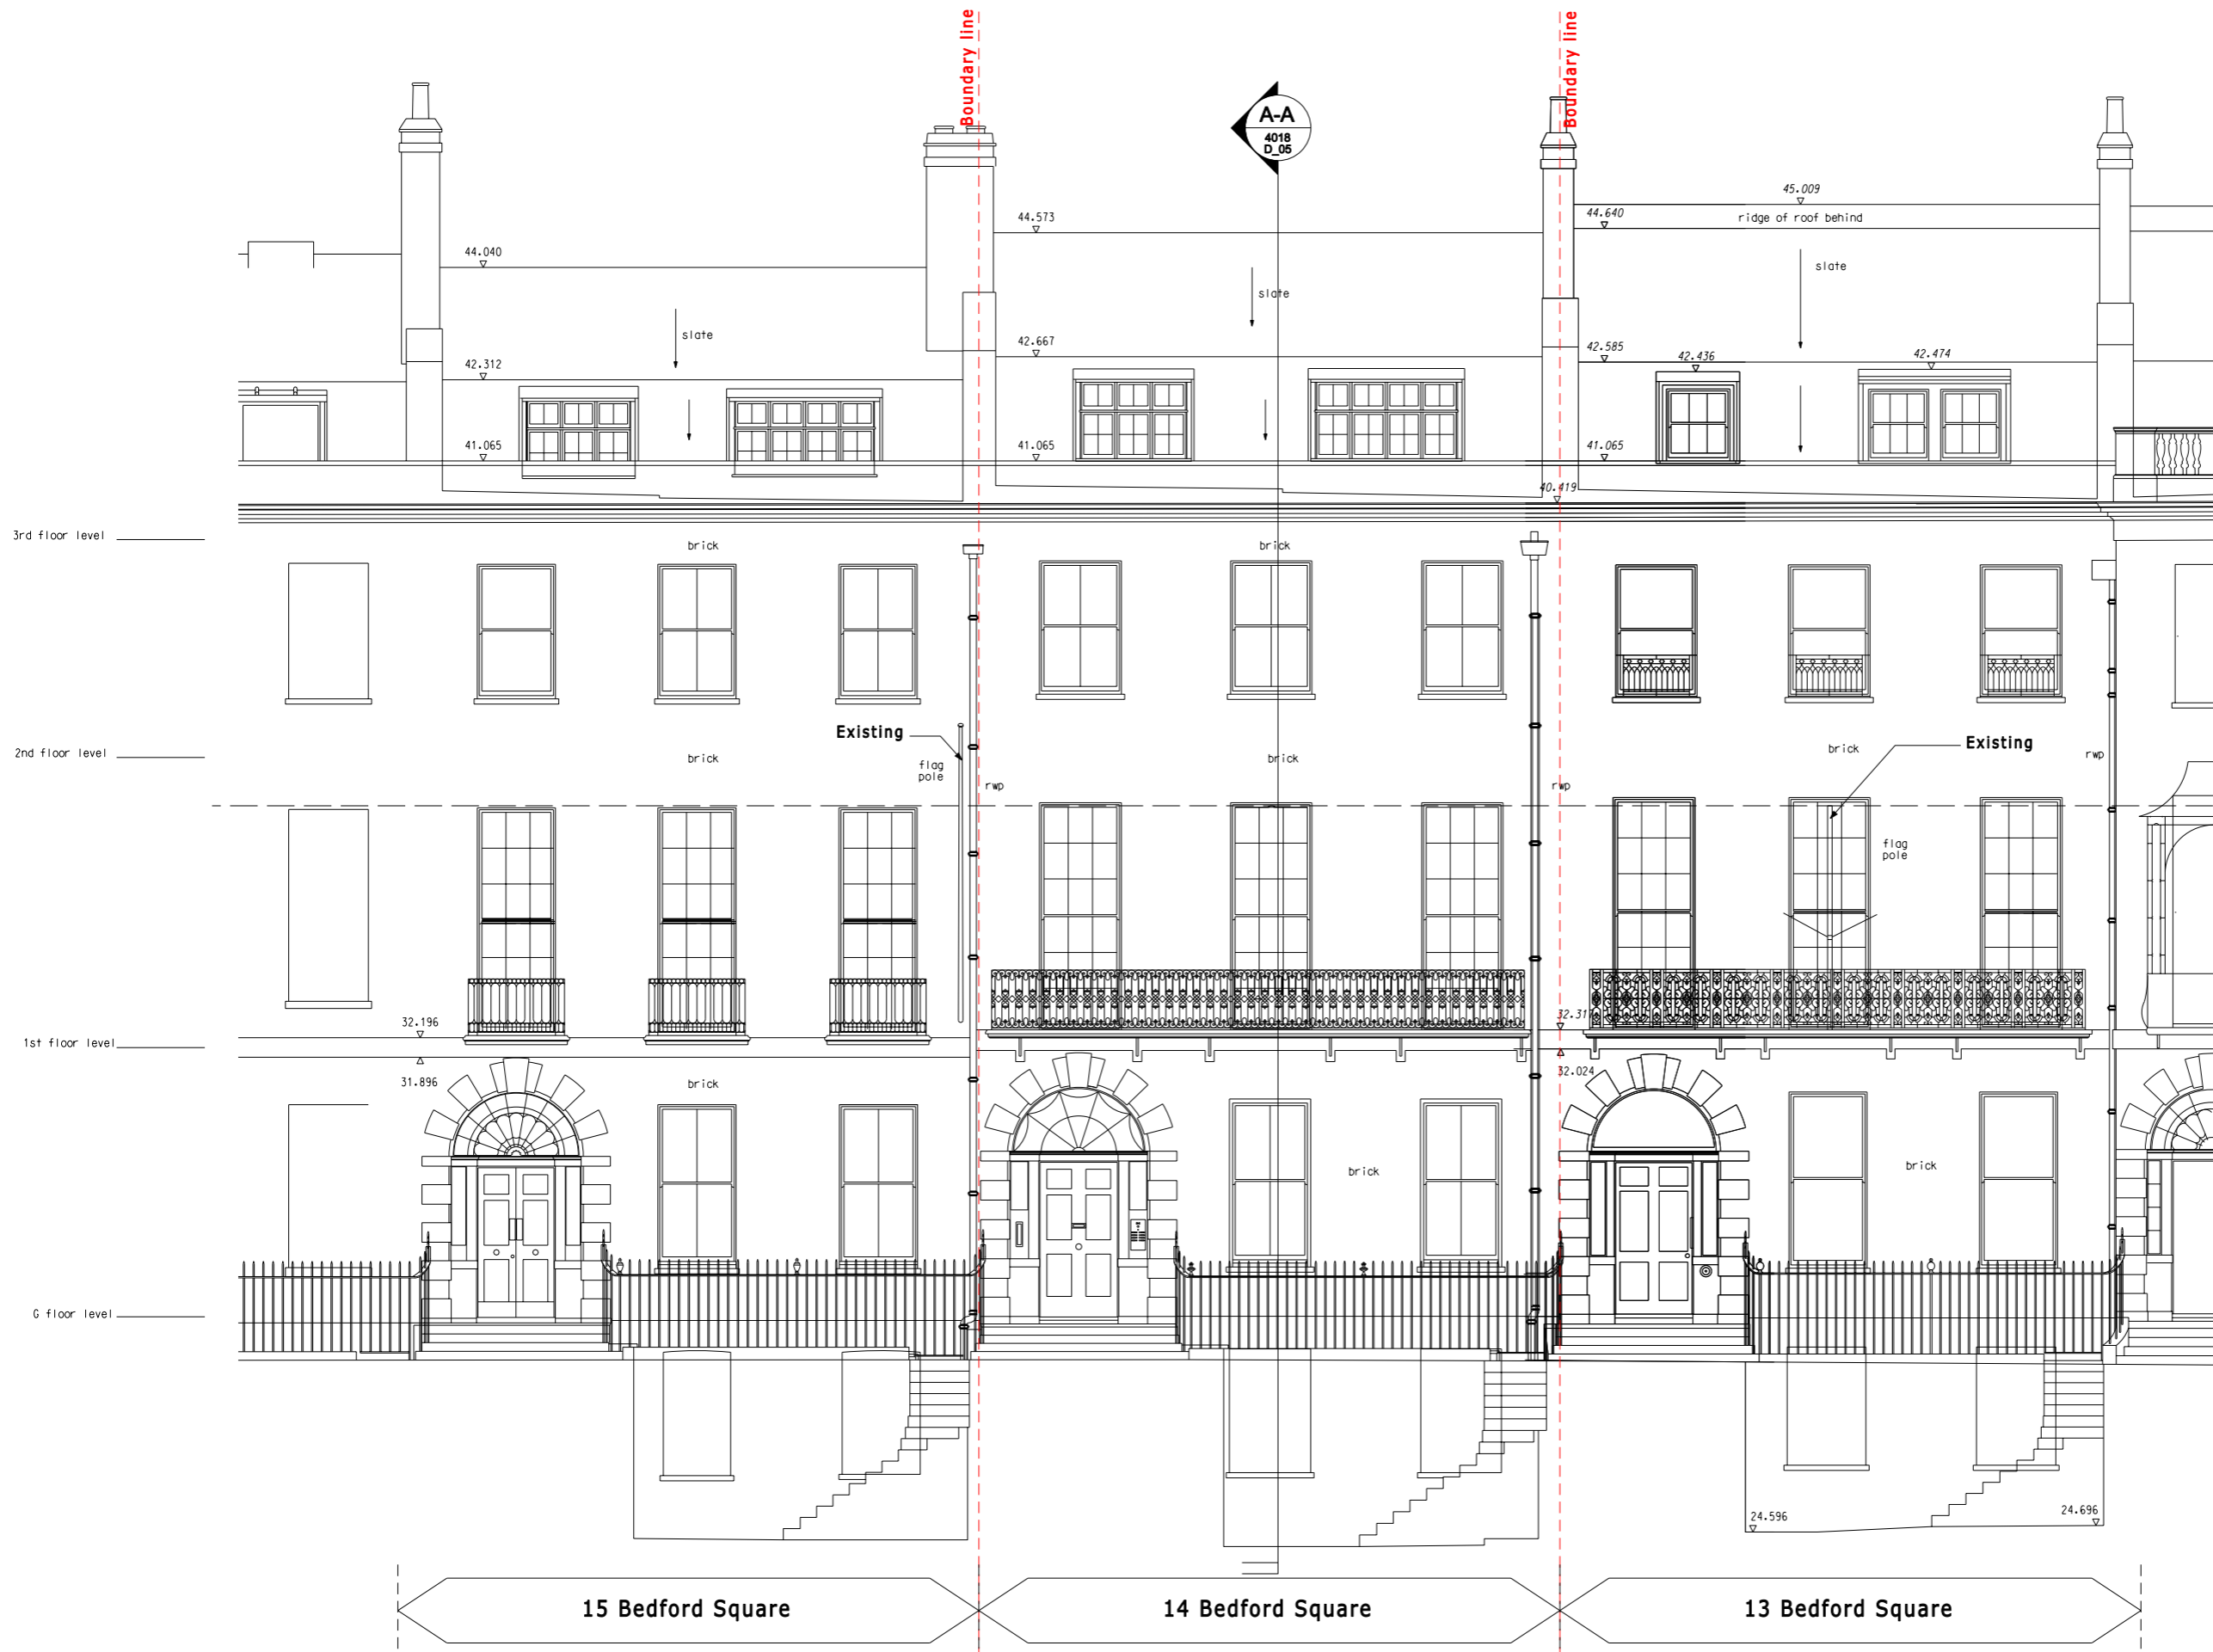 Boundary line
Boundary line
A-A
4018
D_05
45.009
44.573
44.640
ridge of roof behind
44.040
slate
slate
slate
42.312
42.667
42.585
42.436
42.474
41.065
41.065
41.065
40.419
3rd floor level
brick
brick
Existing
Existing
2nd floor level
brick
brick
brick
rwp
flag
pole
rwp
rwp
flag
pole
32.196
32.317
1st floor level
31.896
brick
32.024
brick
brick
G floor level
24.596
24.696
15 Bedford Square
14 Bedford Square
13 Bedford Square